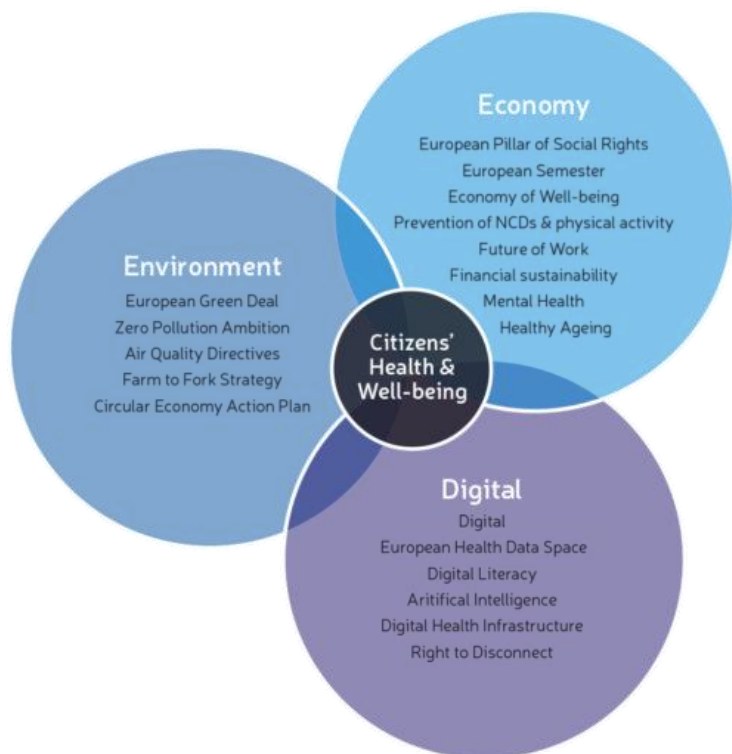 Economy
European Pillar of Social Rights
European Semester
Economy of Well-being
Prevention of NCDs & physical activity
Future of Work
Financial sustainability
Mental Health
Healthy Ageing
Environment
European Green Deal
Zero Pollution Ambition
Air Quality Directives
Farm to Fork Strategy
Circular Economy Action Plan
Citizens'
Health &
Well-being
Digital
Digital
European Health Data Space
Digital Literacy
Aritifical Intelligence
Digital Health Infrastructure
Right to Disconnect